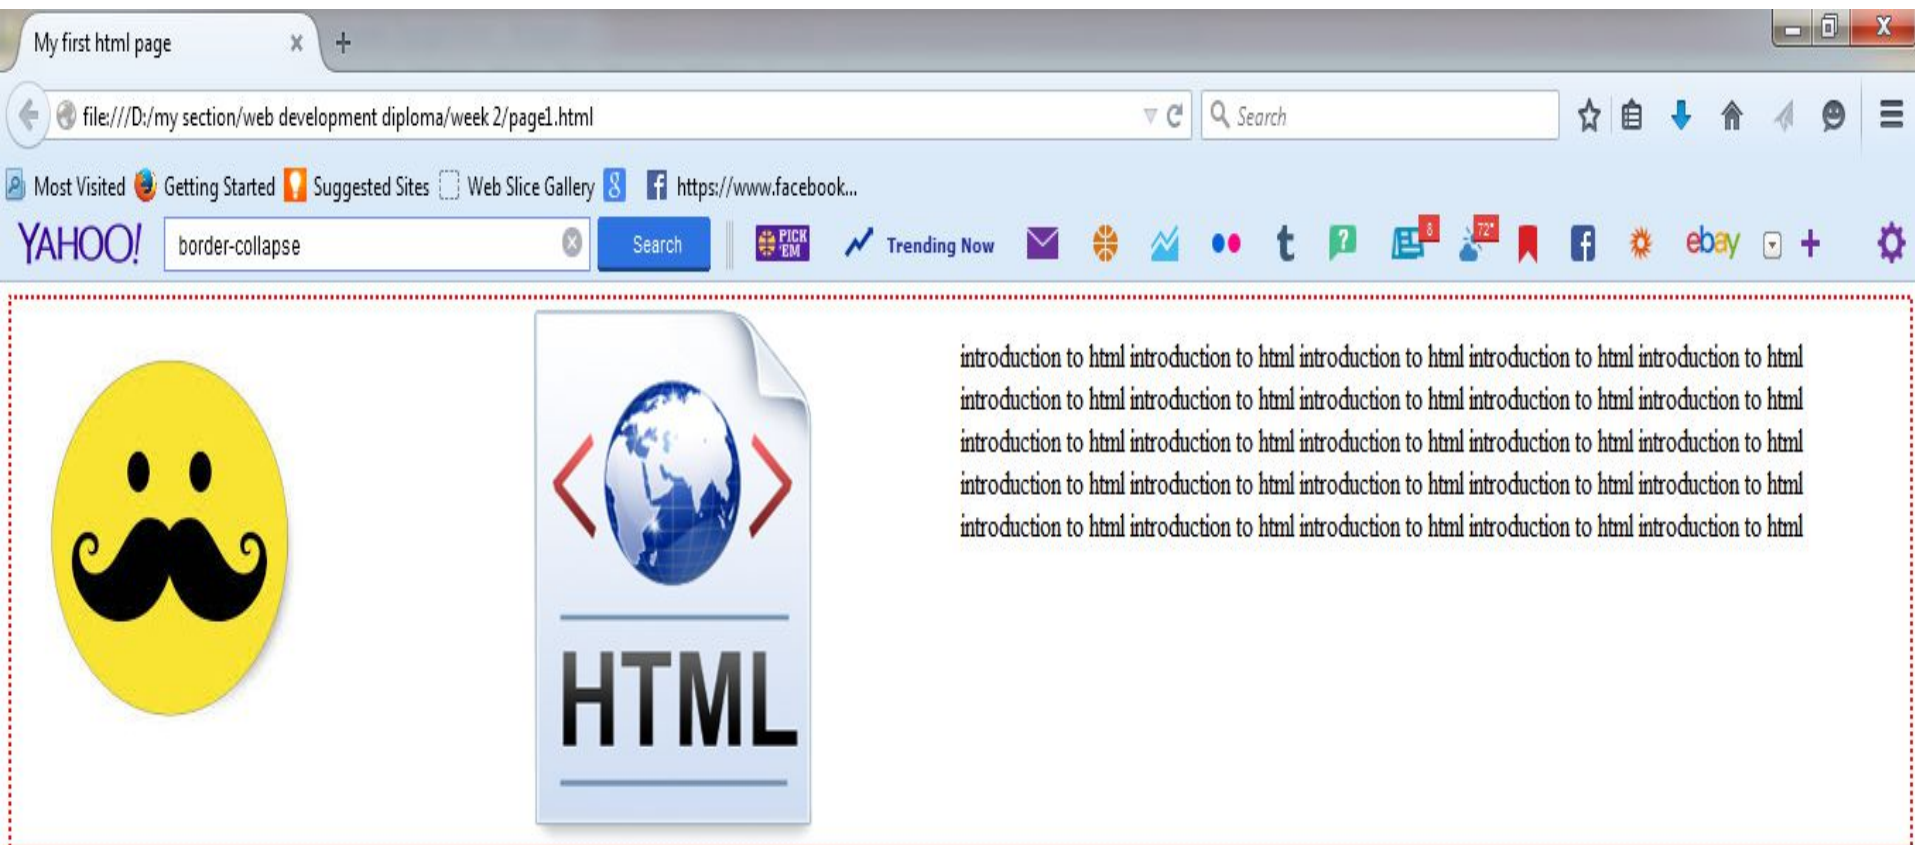 My first html page
file:///D:/my section/web development diploma/week 2/page1.html
Search
Most Visited Getting Started Suggested Sites Web Slice Gallery 8 f https://www.facebook...
YAHOO! border-collapse Search PICK 'EM Trending Now t ? 8 72° f ebay
introduction to html introduction to html introduction to html introduction to html introduction to html
introduction to html introduction to html introduction to html introduction to html introduction to html
introduction to html introduction to html introduction to html introduction to html introduction to html
introduction to html introduction to html introduction to html introduction to html introduction to html
introduction to html introduction to html introduction to html introduction to html introduction to html
HTML